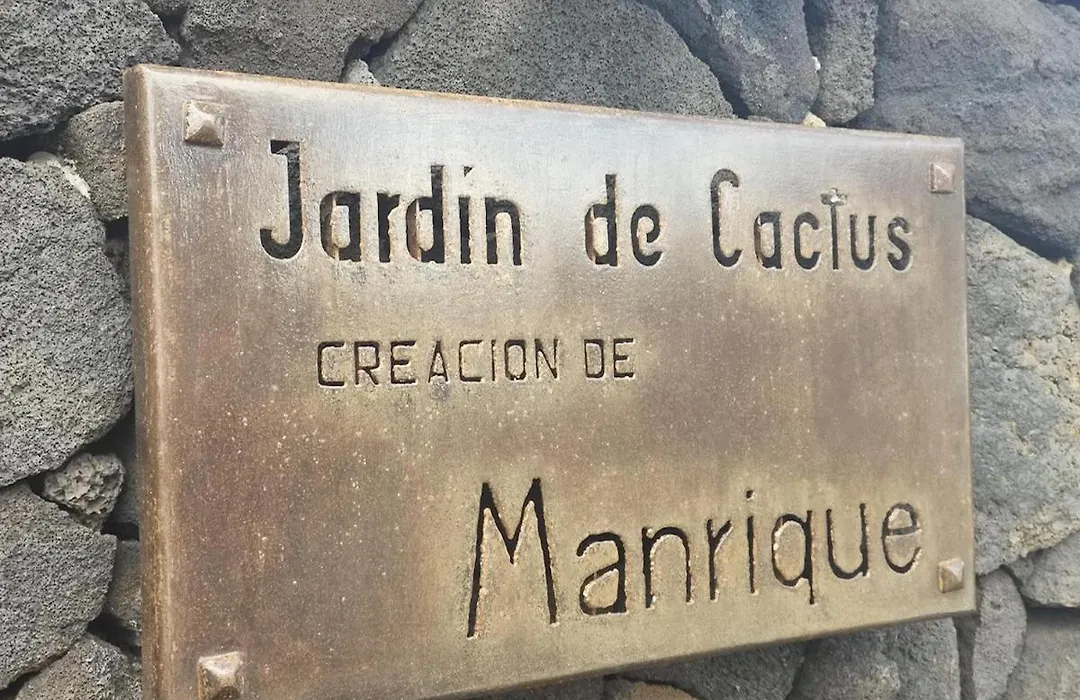 Jardin de Cactus
CREACION DE
Manrique